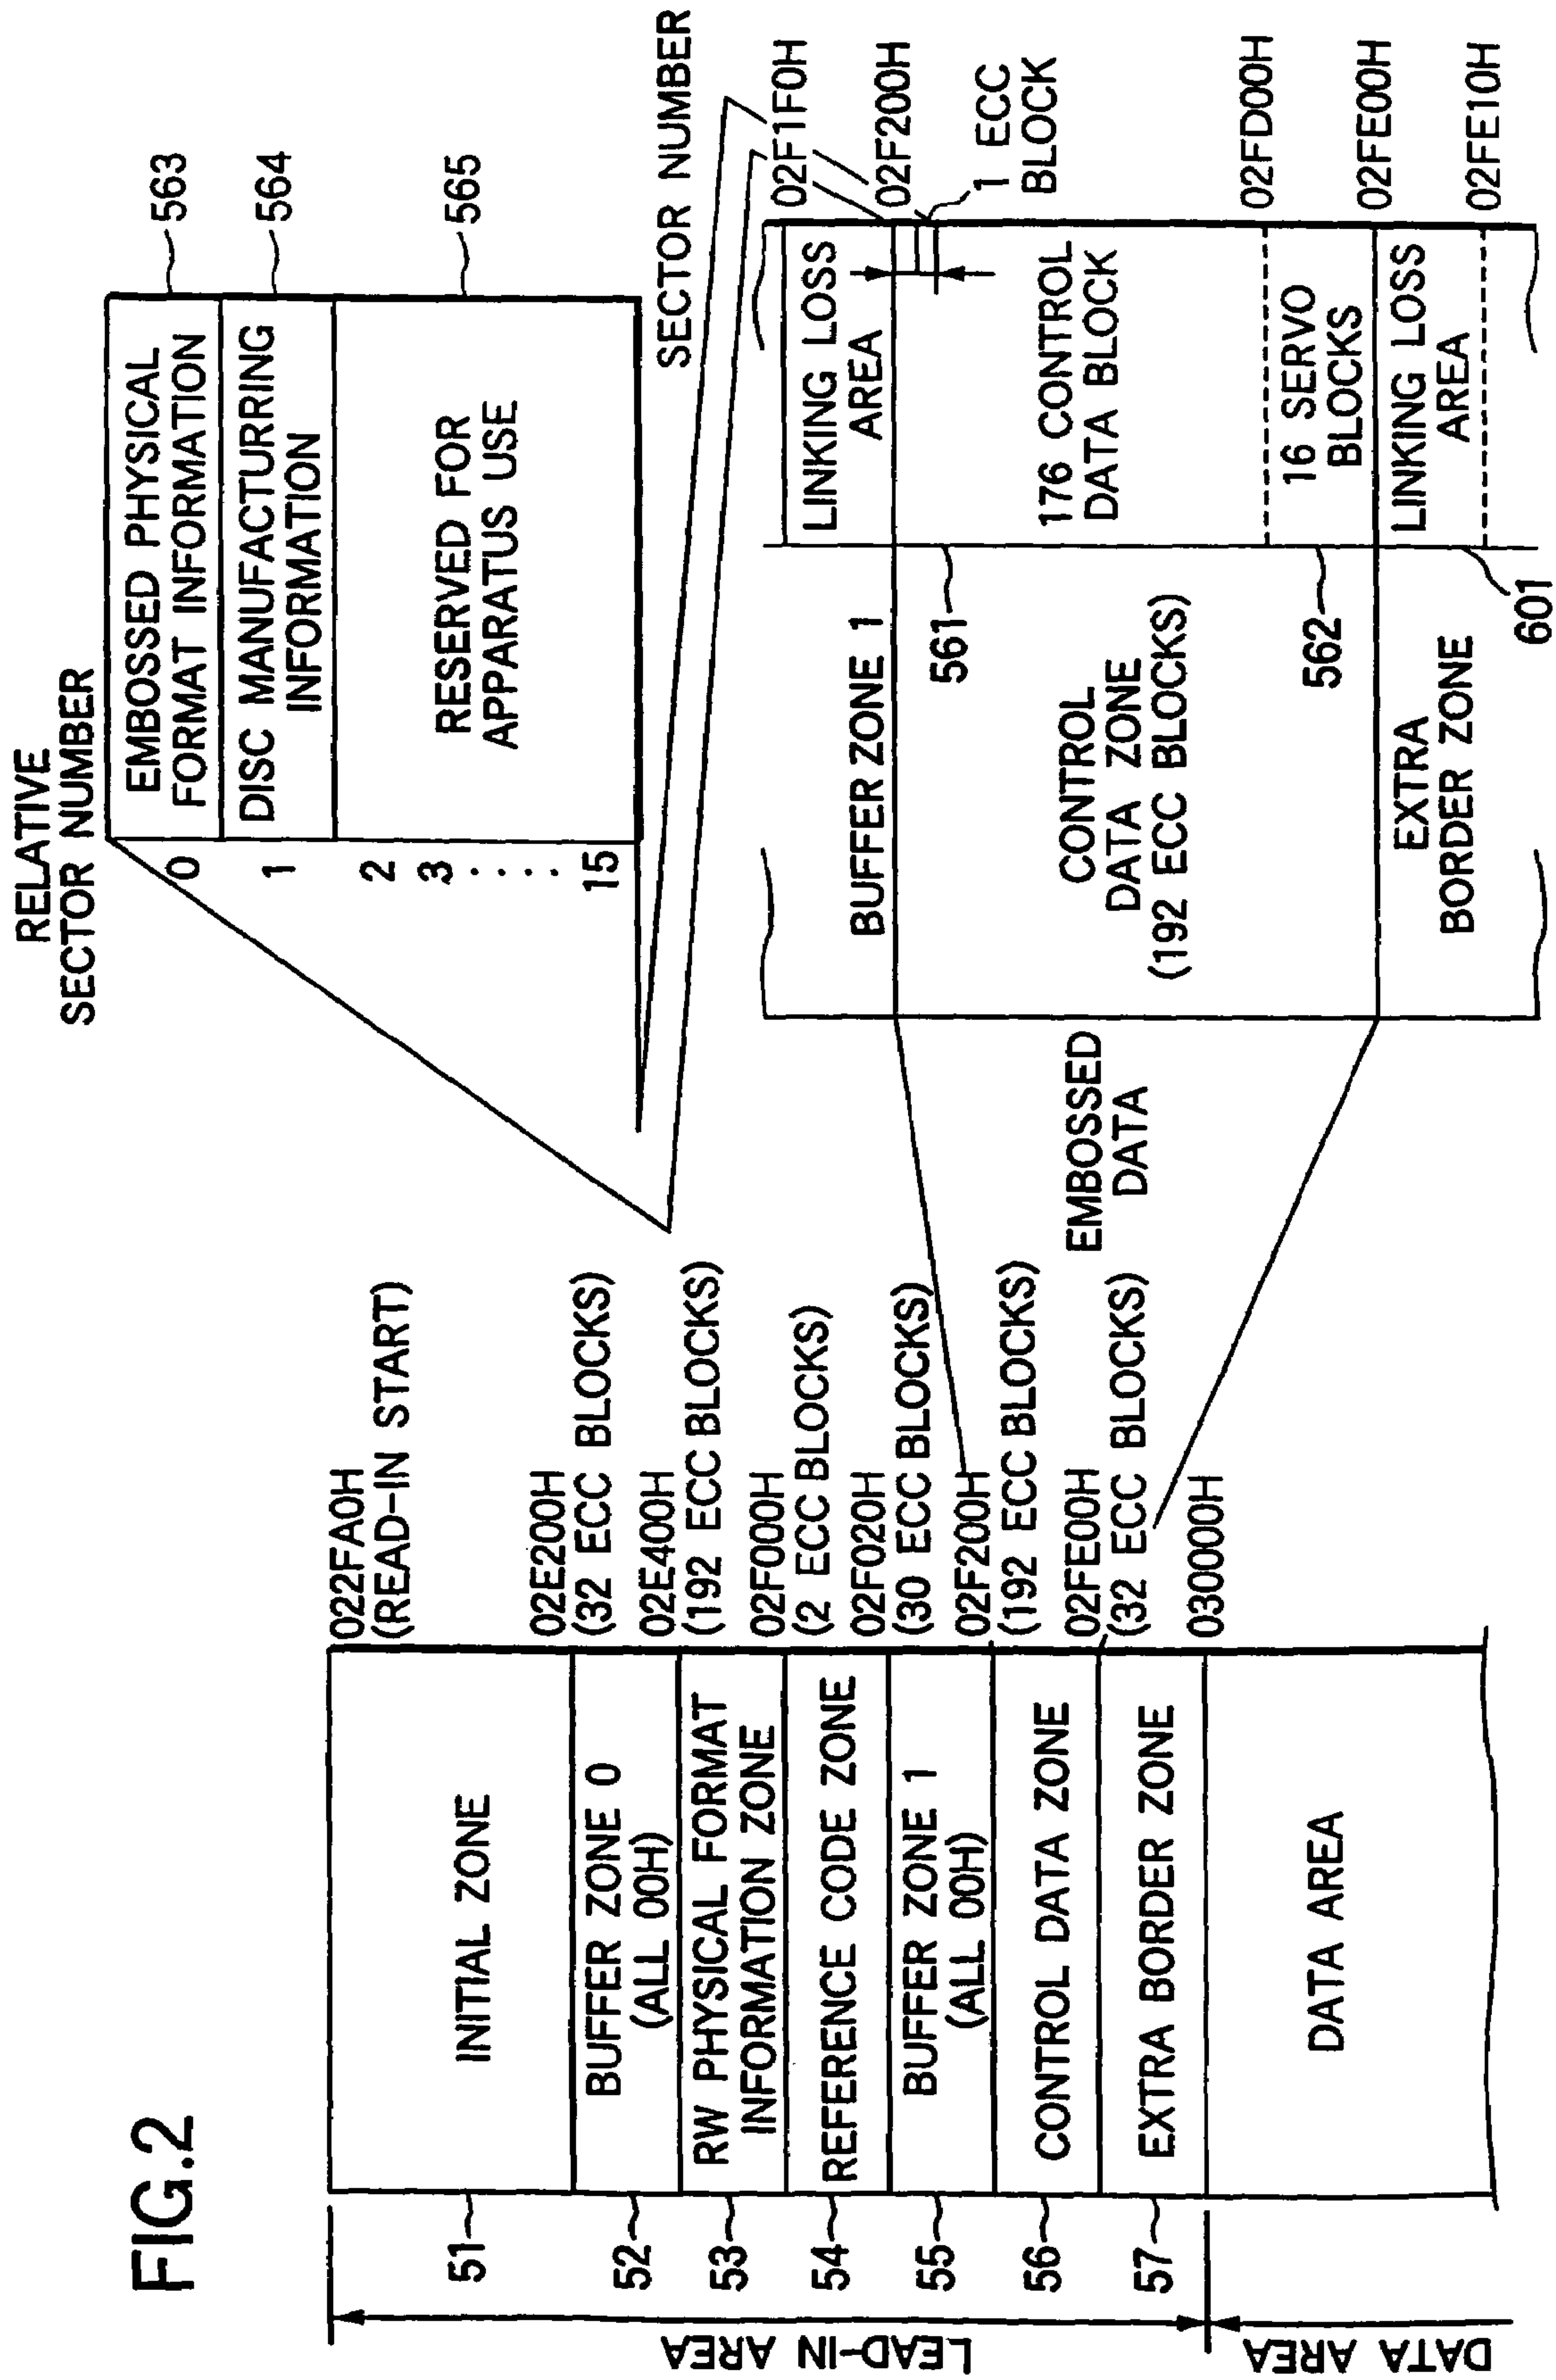 FIG.2
LEAD-IN AREA
DATA AREA
51
52
53
54
55
56
57
INITIAL ZONE
BUFFER ZONE 0
(ALL 00H)
RW PHYSICAL FORMAT
INFORMATION ZONE
REFERENCE CODE ZONE
BUFFER ZONE 1
(ALL 00H)
CONTROL DATA ZONE
EXTRA BORDER ZONE
DATA AREA
022FA0H
(READ-IN START)
02E200H
(32 ECC BLOCKS)
02E400H
(192 ECC BLOCKS)
02F000H
(2 ECC BLOCKS)
02F020H
(30 ECC BLOCKS)
02F200H
(192 ECC BLOCKS)
02FE00H
(32 ECC BLOCKS)
030000H
EMBOSSED
DATA
RELATIVE
SECTOR NUMBER
0
1
2
3
....
15
EMBOSSED PHYSICAL
FORMAT INFORMATION
DISC MANUFACTURRING
INFORMATION
RESERVED FOR
APPARATUS USE
563
564
565
BUFFER ZONE 1
CONTROL
DATA ZONE
(192 ECC BLOCKS)
EXTRA
BORDER ZONE
561
562
601
LINKING LOSS
AREA
176 CONTROL
DATA BLOCK
16 SERVO
BLOCKS
LINKING LOSS
AREA
SECTOR NUMBER
02F1F0H
02F200H
1 ECC
BLOCK
02FD00H
02FE00H
02FE10H